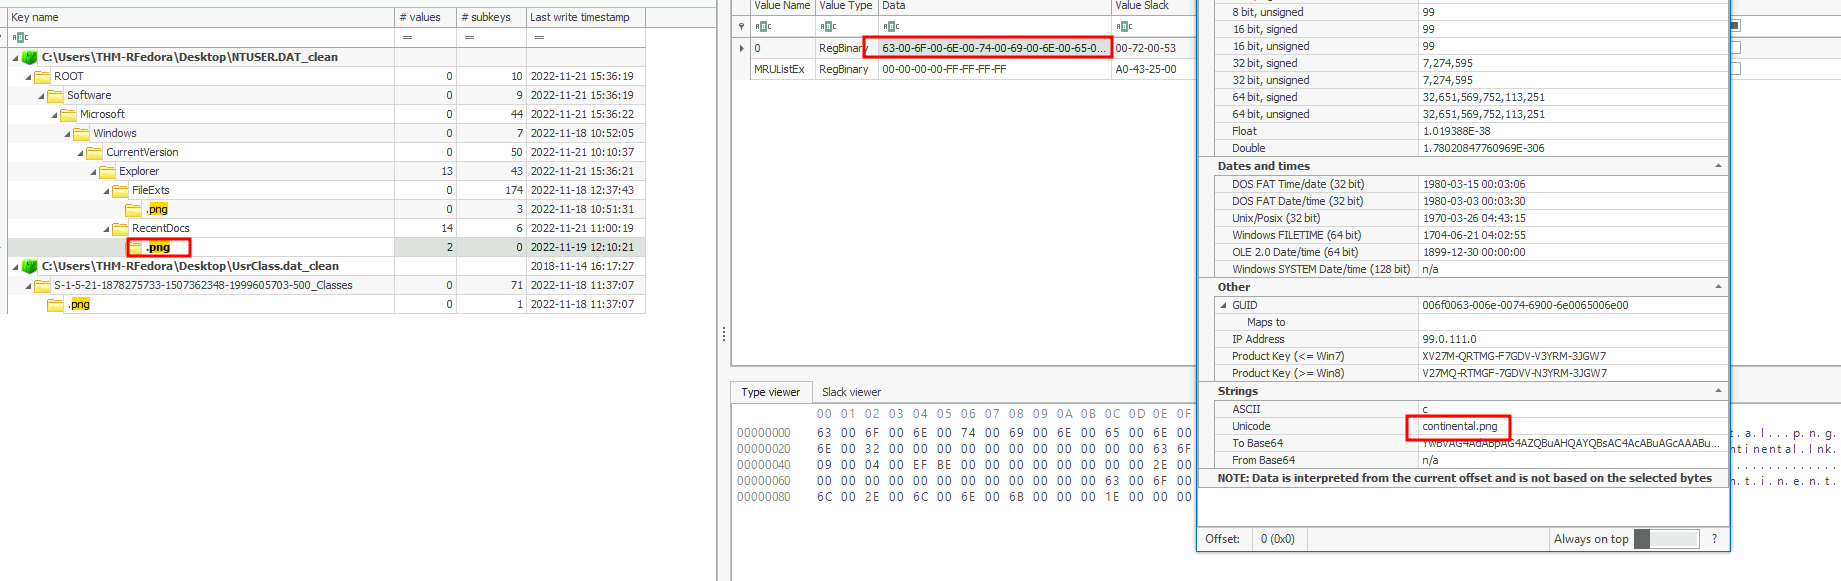 Key name # values # subkeys Last write timestamp
C:\Users\THM-RFedora\Desktop\NTUSER.DAT_clean
ROOT 0 10 2022-11-21 15:36:19
Software 0 9 2022-11-21 15:36:19
Microsoft 0 44 2022-11-21 15:36:22
Windows 0 7 2022-11-18 10:52:05
CurrentVersion 0 50 2022-11-21 10:10:37
Explorer 13 43 2022-11-21 15:36:21
FileExts 0 174 2022-11-18 12:37:43
.png 0 3 2022-11-18 10:51:31
RecentDocs 14 6 2022-11-21 11:00:19
.png 2 0 2022-11-19 12:10:21
C:\Users\THM-RFedora\Desktop\UsrClass.dat_clean 2018-11-14 16:17:27
S-1-5-21-1878275733-1507362348-1999605703-500_Classes 0 71 2022-11-18 11:37:07
.png 0 1 2022-11-18 11:37:07
Value Name Value Type Data Value Slack
0 RegBinary 63-00-6F-00-6E-00-74-00-69-00-6E-00-65-0... 00-72-00-53
MRUListEx RegBinary 00-00-00-00-FF-FF-FF-FF A0-43-25-00
Type viewer Slack viewer
00 01 02 03 04 05 06 07 08 09 0A 0B 0C 0D 0E 0F
00000000 63 00 6F 00 6E 00 74 00 69 00 6E 00 65 00 6E 00 t.a.l...p.n.g.
00000020 6E 00 32 00 00 00 00 00 00 00 00 00 00 00 63 6F ntinental.lnk.
00000040 09 00 04 00 EF BE 00 00 00 00 00 00 00 00 2E 00 ..............
00000060 00 00 00 00 00 00 00 00 00 00 00 00 63 00 6F 00 n.t.i.n.e.n.t.
00000080 6C 00 2E 00 6C 00 6E 00 6B 00 00 00 1E 00 00 00
8 bit, unsigned 99
16 bit, signed 99
16 bit, unsigned 99
32 bit, signed 7,274,595
32 bit, unsigned 7,274,595
64 bit, signed 32,651,569,752,113,251
64 bit, unsigned 32,651,569,752,113,251
Float 1.019388E-38
Double 1.78020847760969E-306
Dates and times
DOS FAT Time/date (32 bit) 1980-03-15 00:03:06
DOS FAT Date/time (32 bit) 1980-03-03 00:03:30
Unix/Posix (32 bit) 1970-03-26 04:43:15
Windows FILETIME (64 bit) 1704-06-21 04:02:55
OLE 2.0 Date/time (64 bit) 1899-12-30 00:00:00
Windows SYSTEM Date/time (128 bit) n/a
Other
GUID 006f0063-006e-0074-6900-6e0065006e00
Maps to
IP Address 99.0.111.0
Product Key (<= Win7) XV27M-QRTMG-F7GDV-V3YRM-3JGW7
Product Key (>= Win8) V27MQ-RTMGF-7GDVV-N3YRM-3JGW7
Strings
ASCII c
Unicode continental.png
To Base64
From Base64 n/a
NOTE: Data is interpreted from the current offset and is not based on the selected bytes
Offset: 0 (0x0) Always on top ?